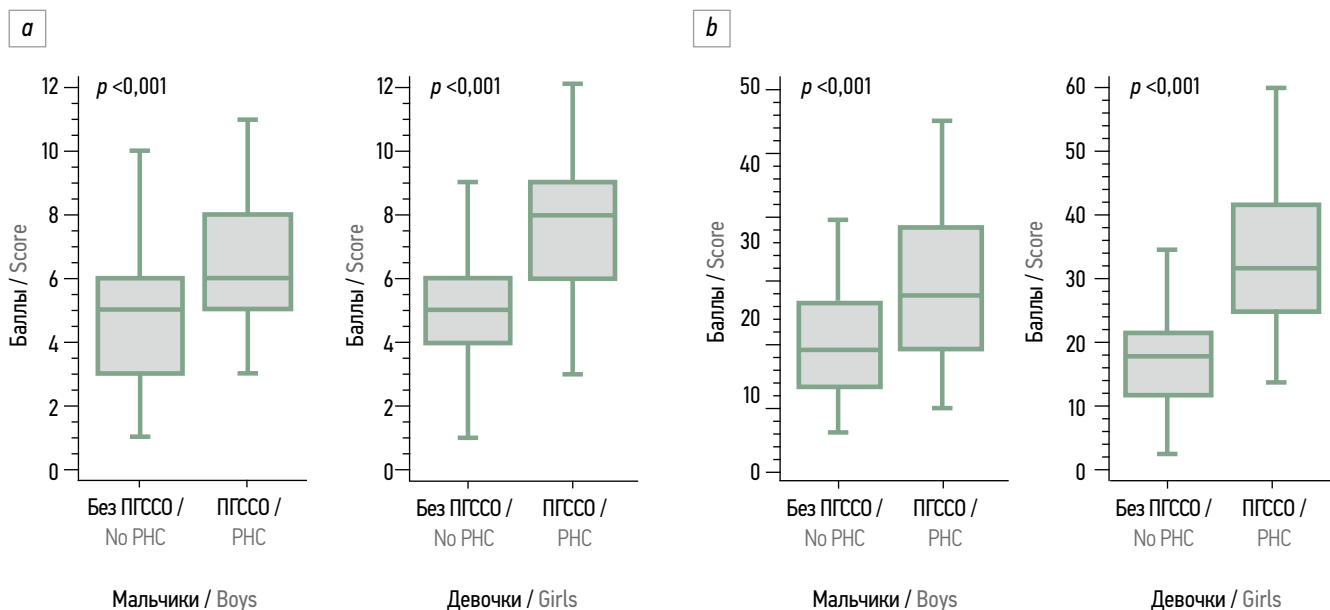 a
Баллы / Score
p <0,001
12
10
8
6
4
2
0
Без ПГССО /
No PHC
ПГССО /
PHC
Мальчики / Boys
Баллы / Score
p <0,001
12
10
8
6
4
2
0
Без ПГССО /
No PHC
ПГССО /
PHC
Девочки / Girls
b
Баллы / Score
p <0,001
50
40
30
20
10
0
Без ПГССО /
No PHC
ПГССО /
PHC
Мальчики / Boys
Баллы / Score
p <0,001
60
50
40
30
20
10
0
Без ПГССО /
No PHC
ПГССО /
PHC
Девочки / Girls